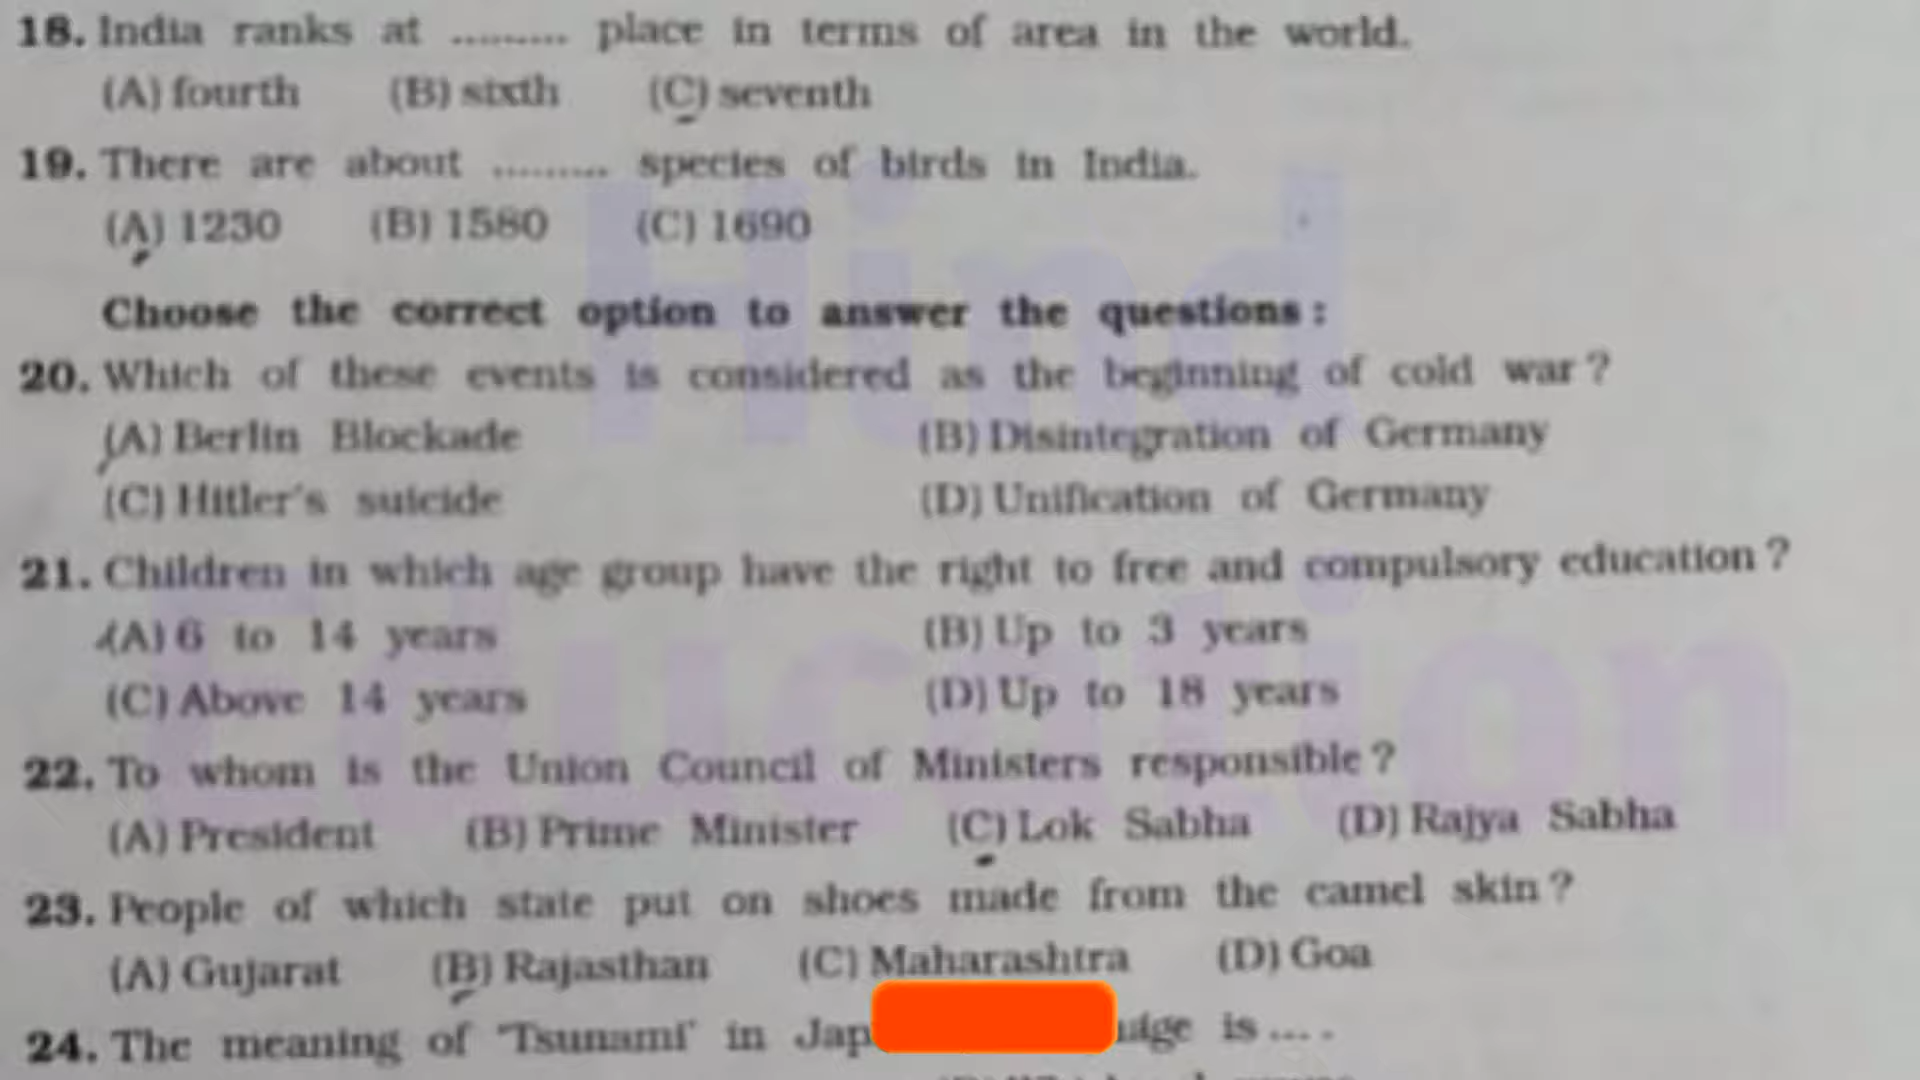 18. India ranks at ......... place in terms of area in the world.
(A) fourth (B) sixth (C) seventh
19. There are about ......... species of birds in India.
(A) 1230 (B) 1580 (C) 1690
Choose the correct option to answer the questions :
20. Which of these events is considered as the beginning of cold war ?
(A) Berlin Blockade (B) Disintegration of Germany
(C) Hitler's suicide (D) Unification of Germany
21. Children in which age group have the right to free and compulsory education ?
(A) 6 to 14 years (B) Up to 3 years
(C) Above 14 years (D) Up to 18 years
22. To whom is the Union Council of Ministers responsible ?
(A) President (B) Prime Minister (C) Lok Sabha (D) Rajya Sabha
23. People of which state put on shoes made from the camel skin ?
(A) Gujarat (B) Rajasthan (C) Maharashtra (D) Goa
24. The meaning of 'Tsunami' in is ....
Hind
Education